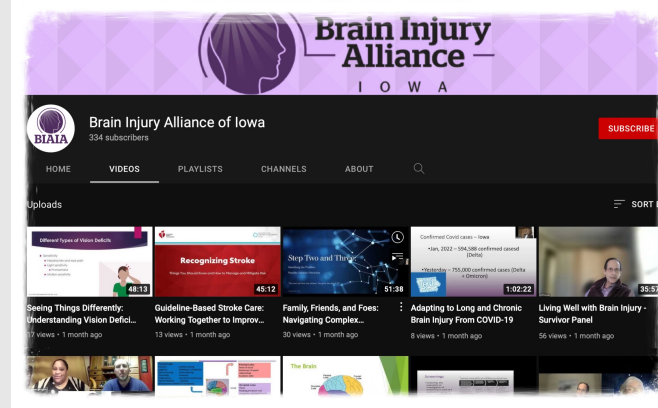 Brain Injury
Alliance
IOWA
BIAIA
Brain Injury Alliance of Iowa
334 subscribers
SUBSCRIBE
HOME
VIDEOS
PLAYLISTS
CHANNELS
ABOUT
Uploads
SORT
Different Types of Vision Deficits
48:13
Recognizing Stroke
45:12
Step Two and Three:
51:38
Confirmed Covid cases – Iowa
•Jan, 2022 – 594,588 confirmed casesd
(Delta)
•Yesterday – 755,000 confirmed cases (Delta
+ Omicron)
1:02:22
35:57
Seeing Things Differently:
Understanding Vision Defici...
17 views • 1 month ago
Guideline-Based Stroke Care:
Working Together to Improv...
13 views • 1 month ago
Family, Friends, and Foes:
Navigating Complex...
30 views • 1 month ago
Adapting to Long and Chronic
Brain Injury From COVID-19
8 views • 1 month ago
Living Well with Brain Injury -
Survivor Panel
56 views • 1 month ago
The Brain